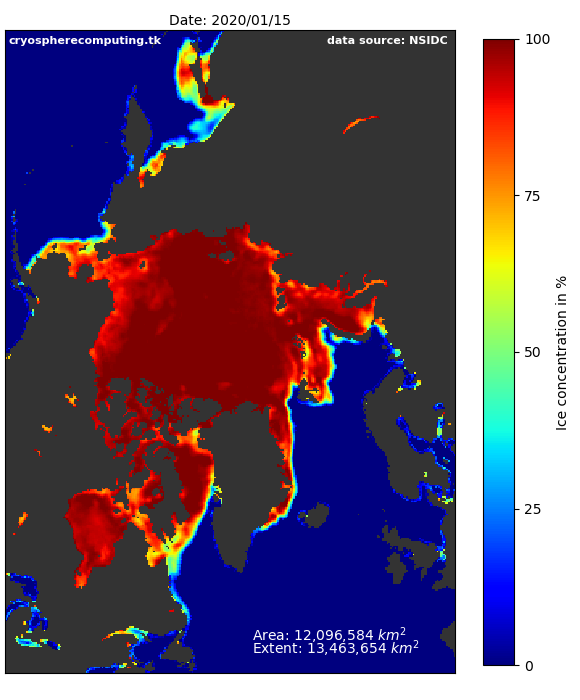 Date: 2020/01/15
cryospherecomputing.tk
data source: NSIDC
100
75
50
25
0
Ice concentration in %
Area: 12,096,584 km²
Extent: 13,463,654 km²